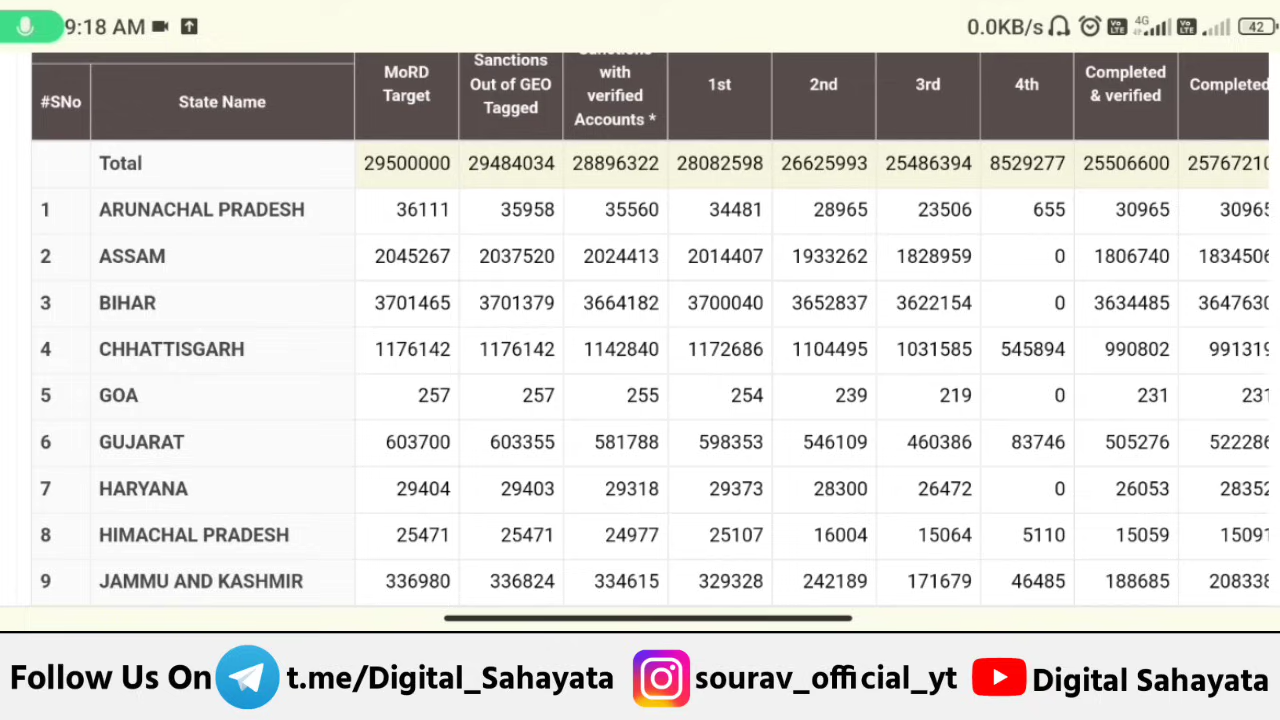 9:18 AM 0.0KB/s 4G Vo LTE Vo LTE 42
#SNo State Name MoRD Target Sanctions Out of GEO Tagged Sanctions with verified Accounts * 1st 2nd 3rd 4th Completed & verified Completed
Total 29500000 29484034 28896322 28082598 26625993 25486394 8529277 25506600 25767210
1 ARUNACHAL PRADESH 36111 35958 35560 34481 28965 23506 655 30965 30965
2 ASSAM 2045267 2037520 2024413 2014407 1933262 1828959 0 1806740 1834506
3 BIHAR 3701465 3701379 3664182 3700040 3652837 3622154 0 3634485 3647630
4 CHHATTISGARH 1176142 1176142 1142840 1172686 1104495 1031585 545894 990802 991319
5 GOA 257 257 255 254 239 219 0 231 231
6 GUJARAT 603700 603355 581788 598353 546109 460386 83746 505276 522286
7 HARYANA 29404 29403 29318 29373 28300 26472 0 26053 28352
8 HIMACHAL PRADESH 25471 25471 24977 25107 16004 15064 5110 15059 15091
9 JAMMU AND KASHMIR 336980 336824 334615 329328 242189 171679 46485 188685 208338
Follow Us On t.me/Digital_Sahayata sourav_official_yt Digital Sahayata